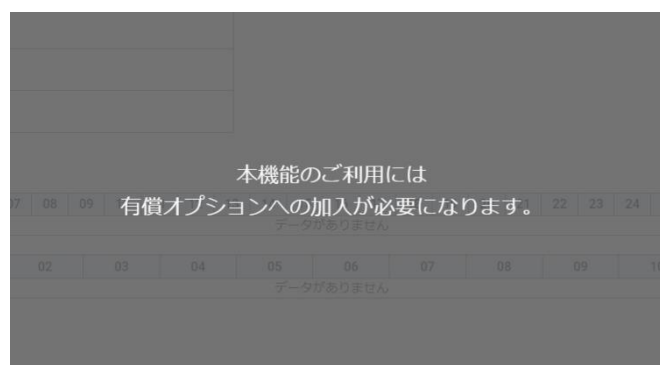 本機能のご利用には
07 08 09 有償オプションへの加入が必要になります。 22 23 24
データがありません
02 03 04 05 06 07 08 09 10
データがありません